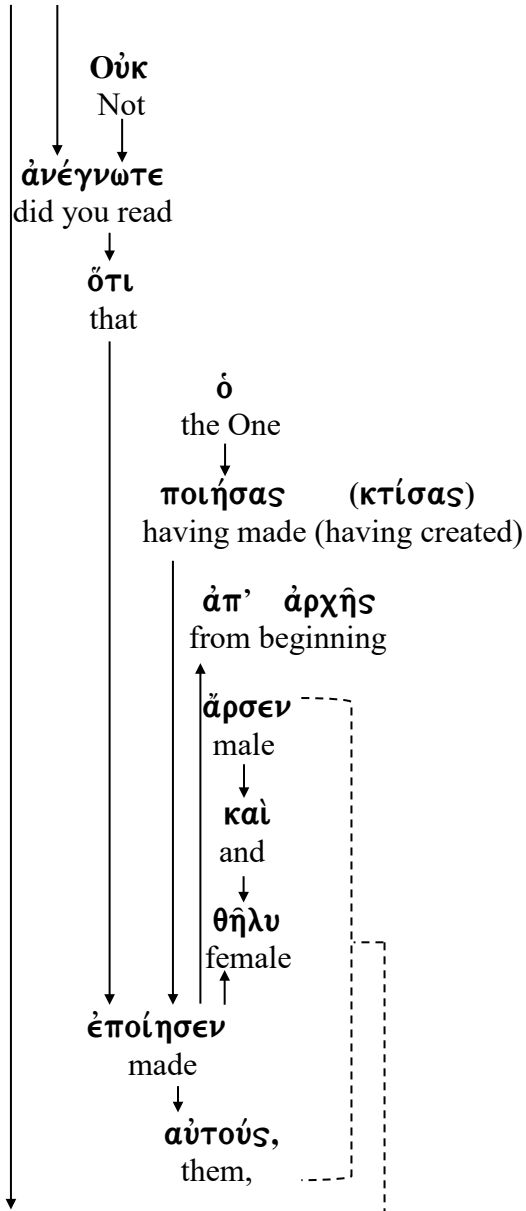 Οὐκ
Not
ἀνέγνωτε
did you read
ὅτι
that
ὁ
the One
ποιήσας (κτίσας)
having made (having created)
ἀπ’ ἀρχῆς
from beginning
ἄρσεν
male
καὶ
and
θῆλυ
female
ἐποίησεν
made
αὐτούς,
them,